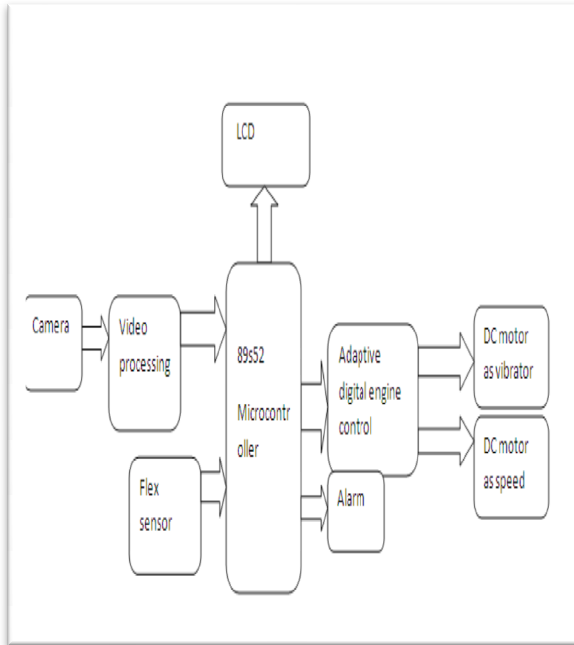 LCD
Camera
Video
processing
89s52
Microcontr
oller
Flex
sensor
Adaptive
digital engine
control
Alarm
DC motor
as vibrator
DC motor
as speed